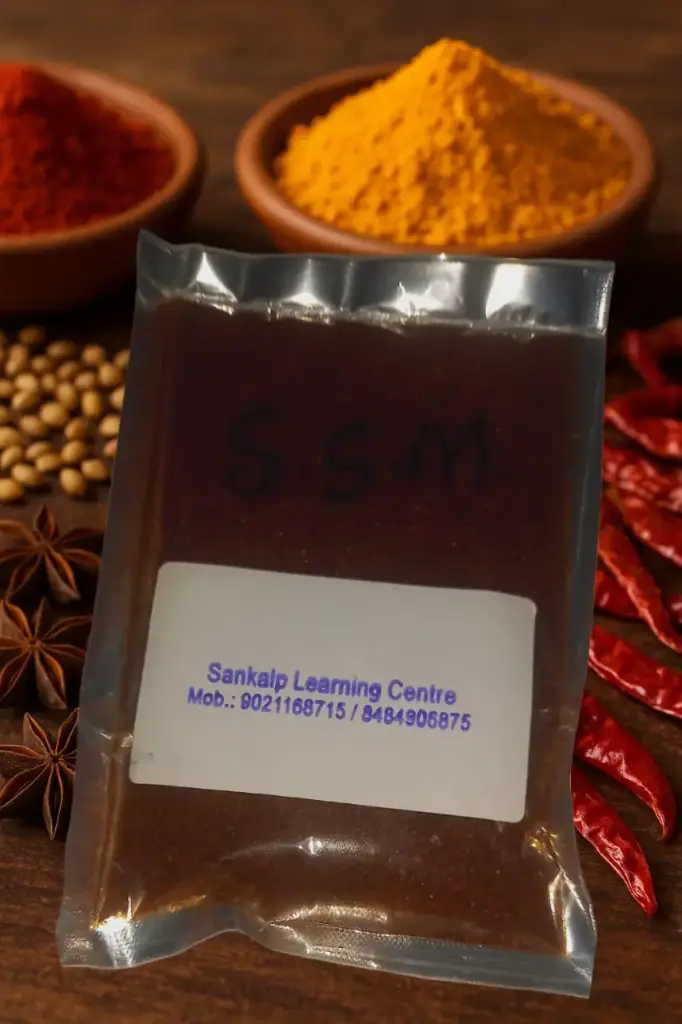 S.S.M
Sankalp Learning Centre
Mob.: 9021168715 / 8484906875